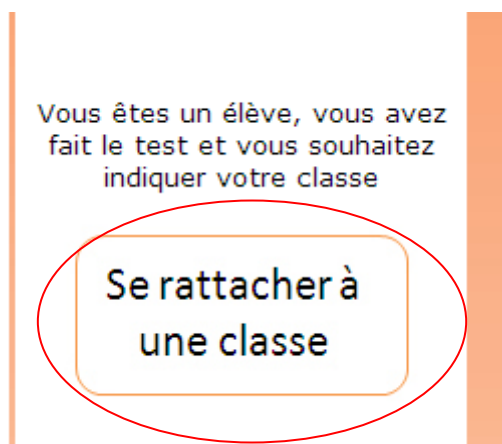 Vous êtes un élève, vous avez
fait le test et vous souhaitez
indiquer votre classe
Se rattacher à
une classe